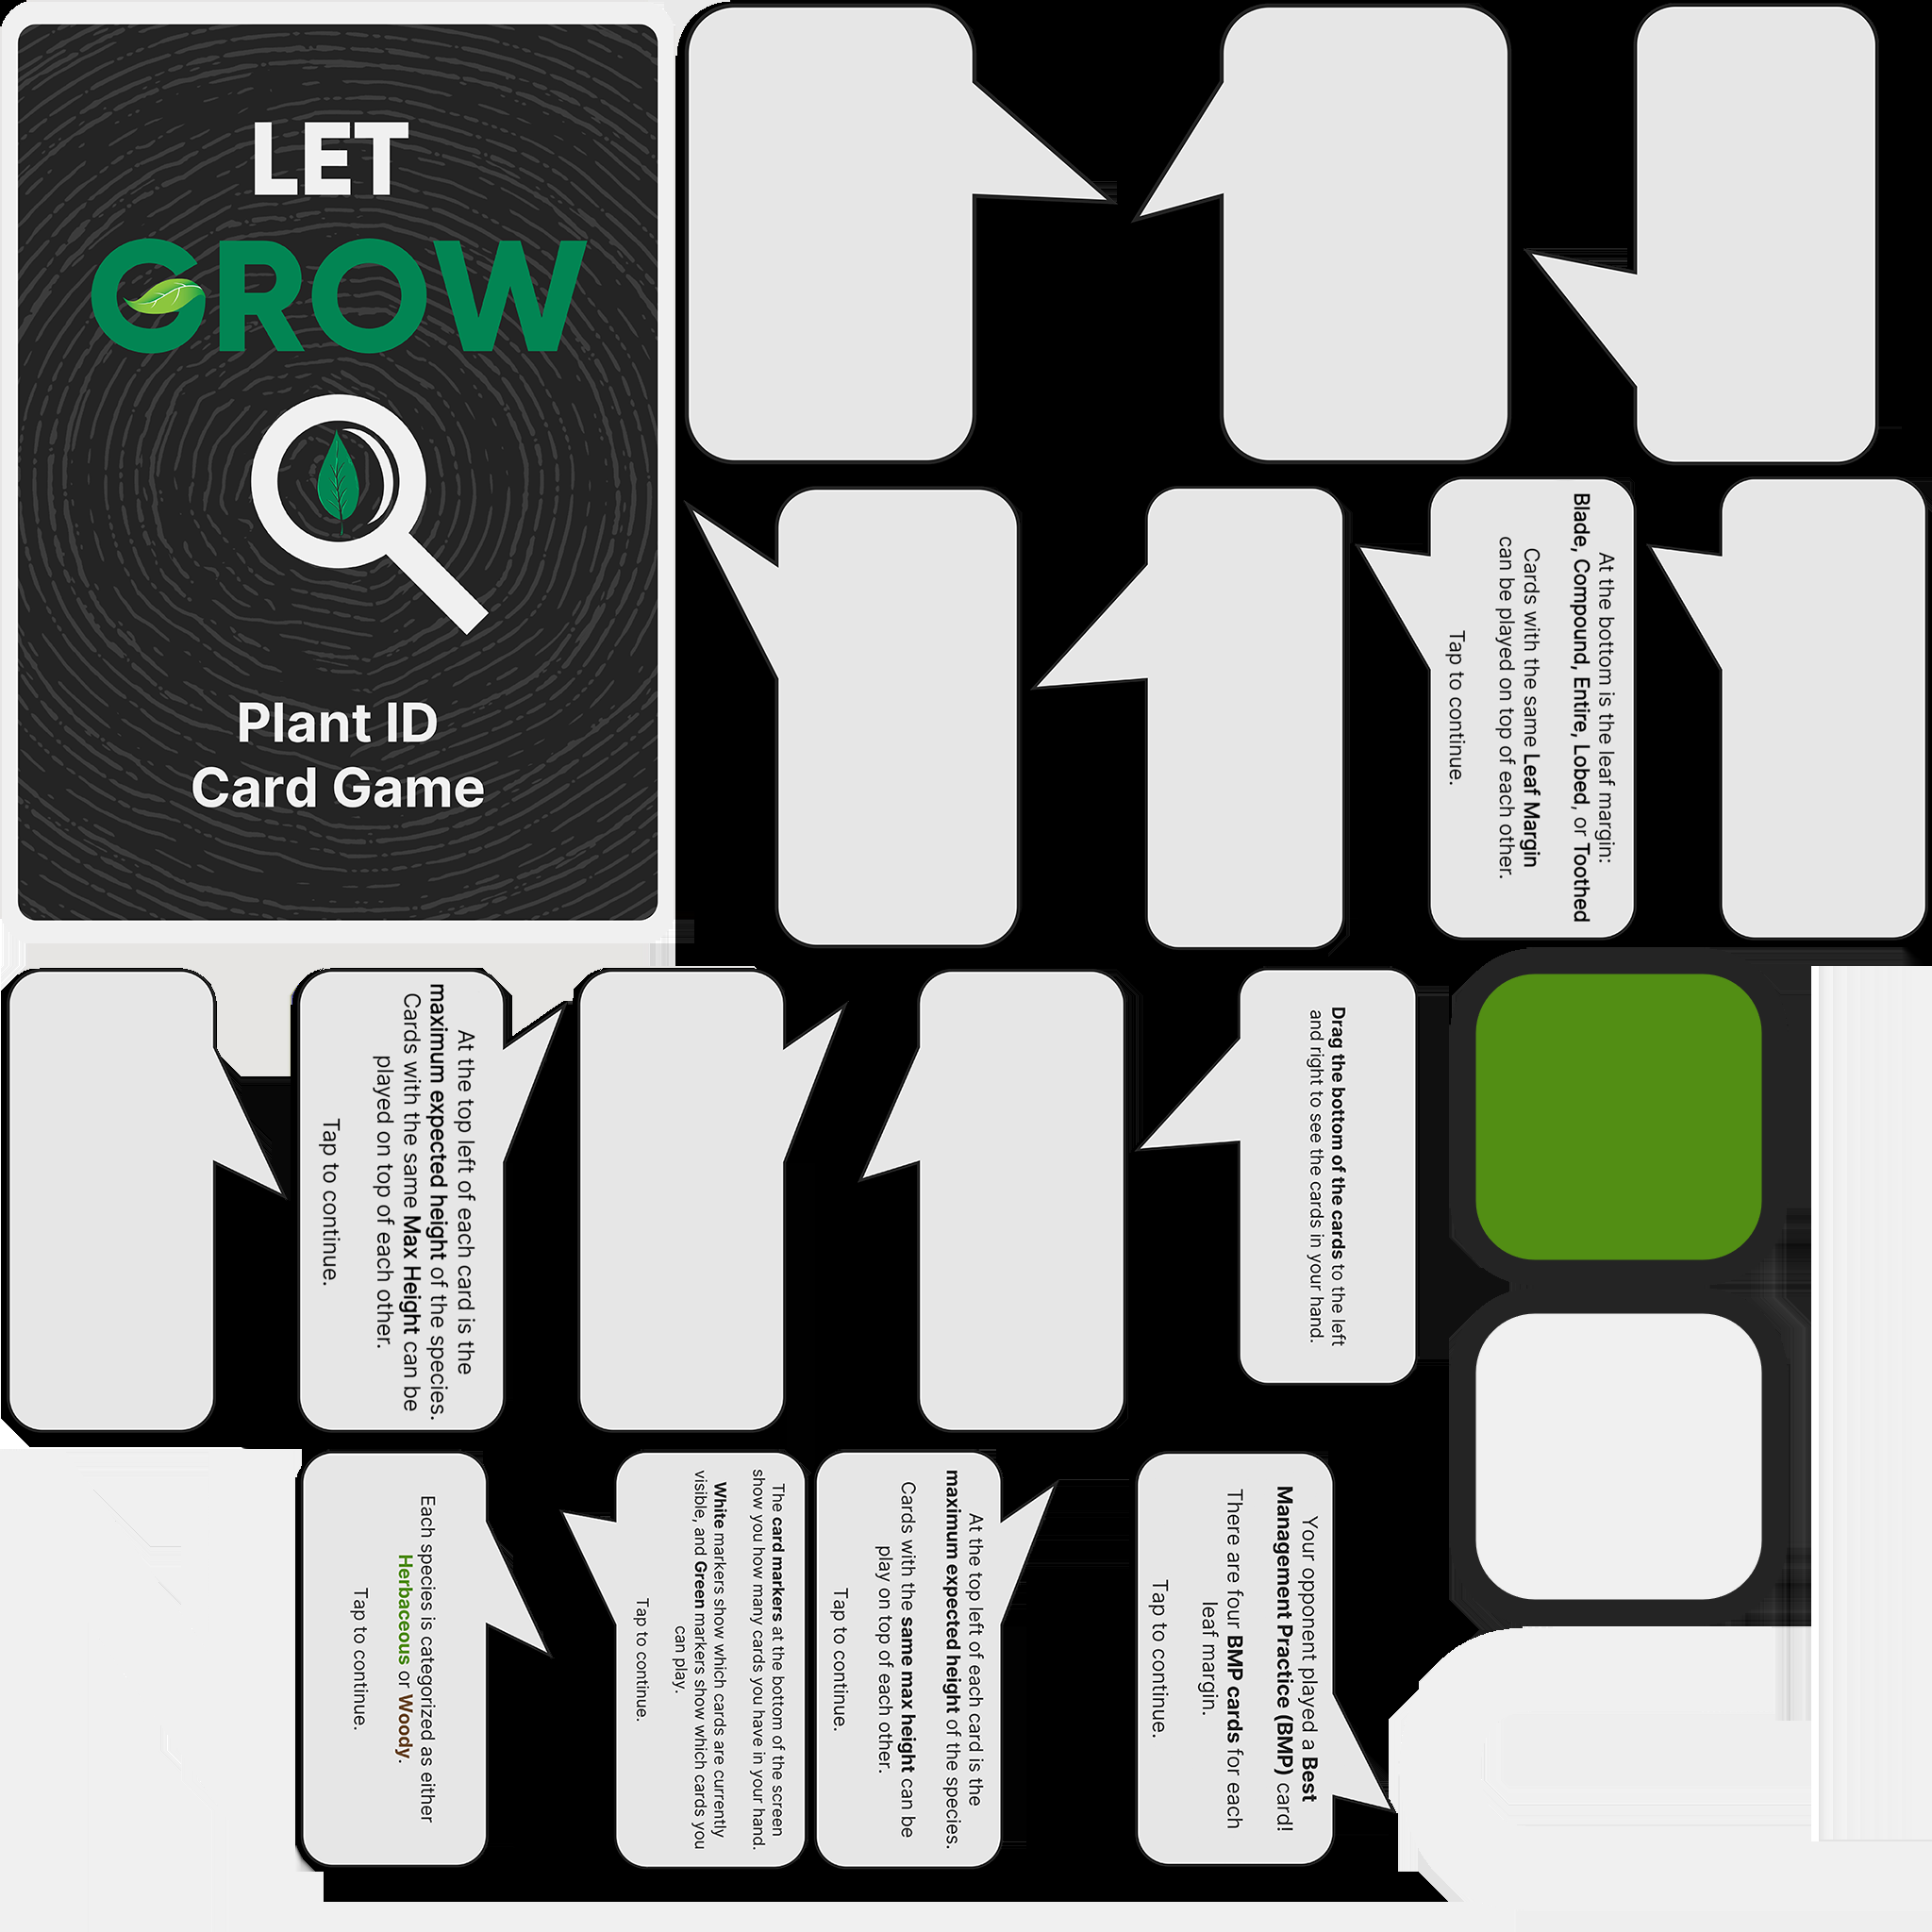 LET
GROW
Plant ID
Card Game
At the bottom is the leaf margin:
Blade, Compound, Entire, Lobed, or Toothed
Cards with the same Leaf Margin
can be played on top of each other.
Tap to continue.
At the top left of each card is the
maximum expected height of the species.
Cards with the same Max Height can be
played on top of each other.
Tap to continue.
Drag the bottom of the cards to the left
and right to see the cards in your hand.
Each species is categorized as either
Herbaceous or Woody.
Tap to continue.
The card markers at the bottom of the screen
show you how many cards you have in your hand.
White markers show which cards are currently
visible, and Green markers show which cards you
can play.
Tap to continue.
At the top left of each card is the
maximum expected height of the species.
Cards with the same max height can be
play on top of each other.
Tap to continue.
Your opponent played a Best
Management Practice (BMP) card!
There are four BMP cards for each
leaf margin.
Tap to continue.